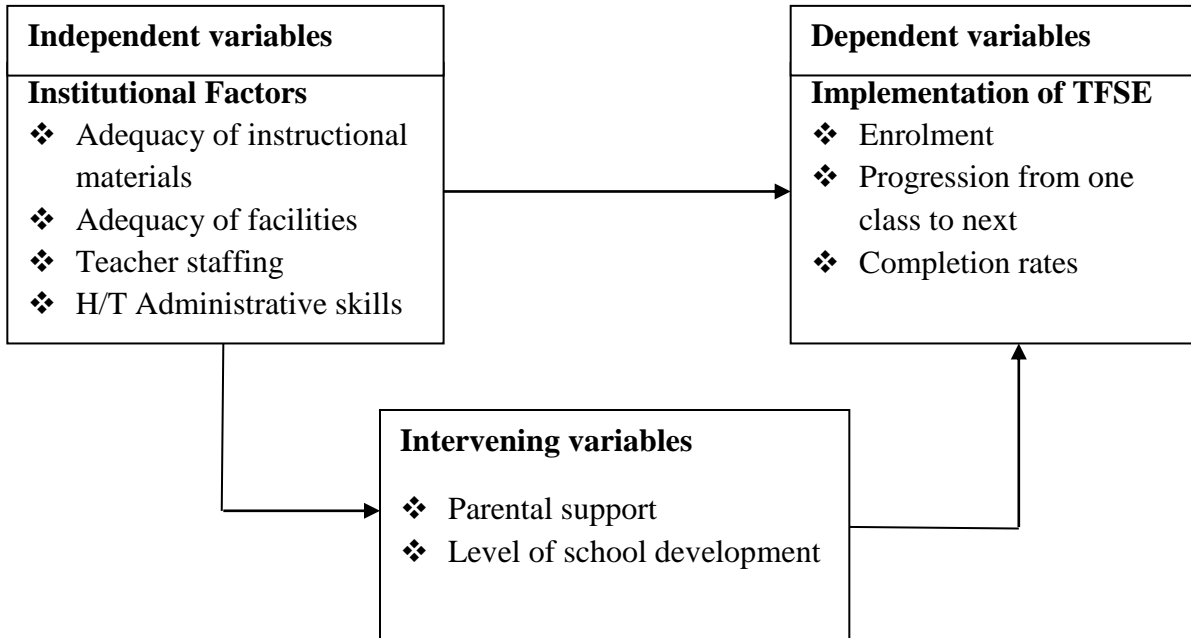 Independent variables
Institutional Factors
❖ Adequacy of instructional
materials
❖ Adequacy of facilities
❖ Teacher staffing
❖ H/T Administrative skills
Dependent variables
Implementation of TFSE
❖ Enrolment
❖ Progression from one
class to next
❖ Completion rates
Intervening variables
❖ Parental support
❖ Level of school development